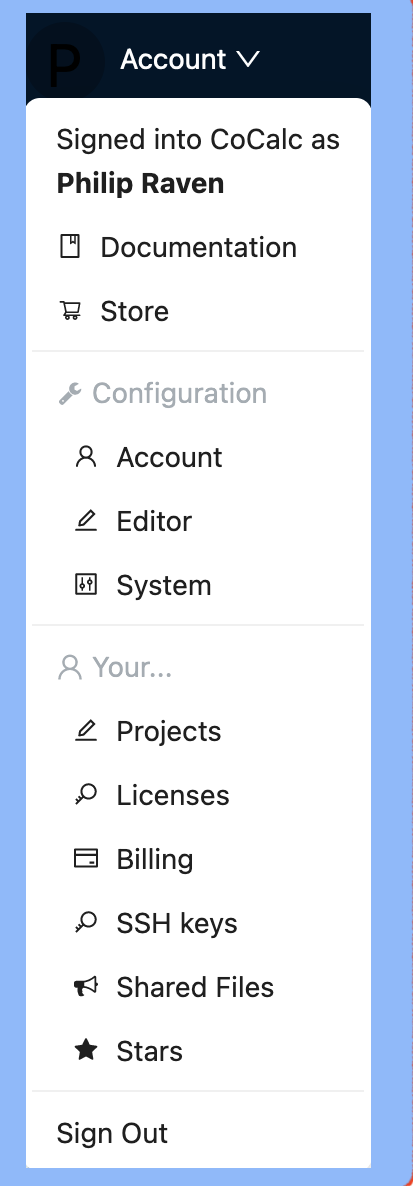 P
Account
Signed into CoCalc as
Philip Raven
Documentation
Store
Configuration
Account
Editor
System
Your...
Projects
Licenses
Billing
SSH keys
Shared Files
Stars
Sign Out